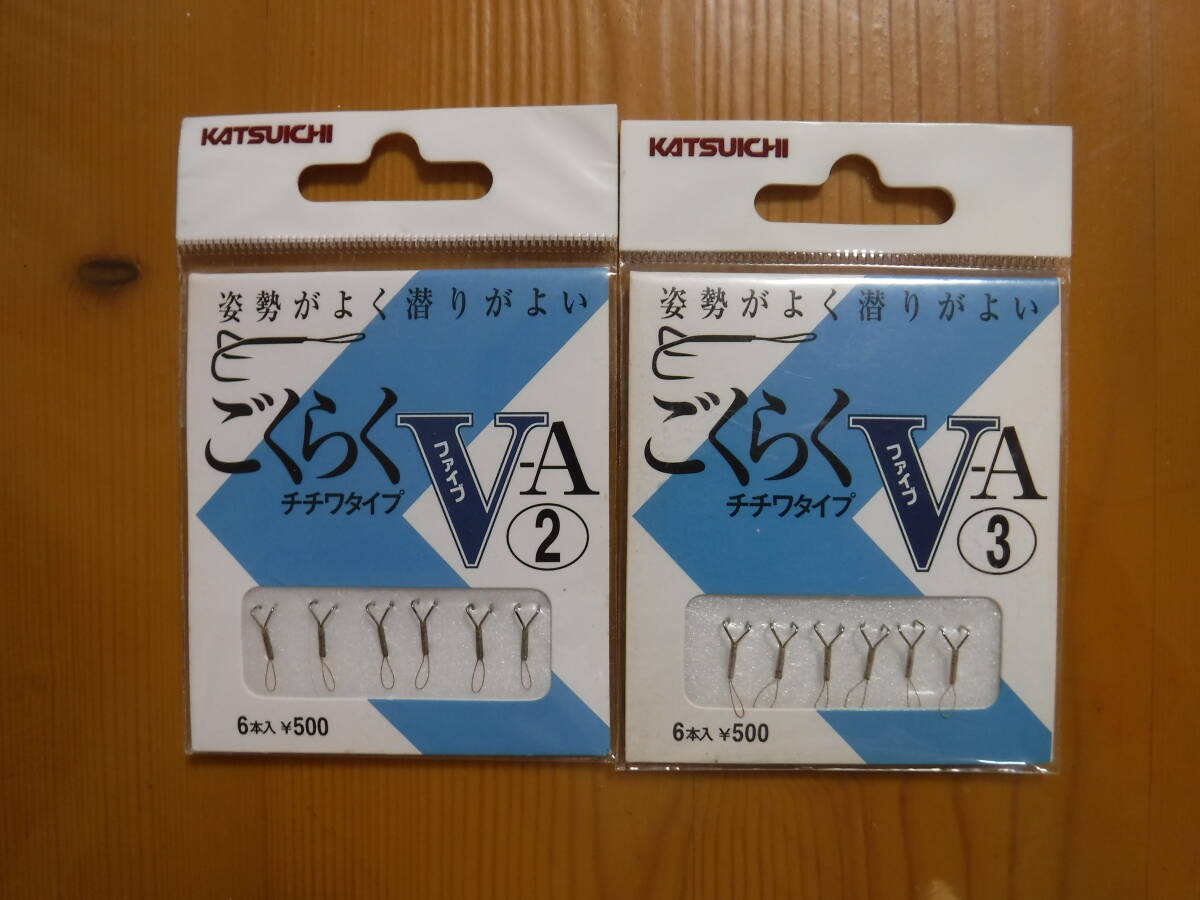 KATSUICHI
姿勢がよく潜りがよい
ごくらく V-A
ファイト
チチワタイプ
2
6本入 ¥500
KATSUICHI
姿勢がよく潜りがよい
ごくらく V-A
ファイト
チチワタイプ
3
6本入 ¥500